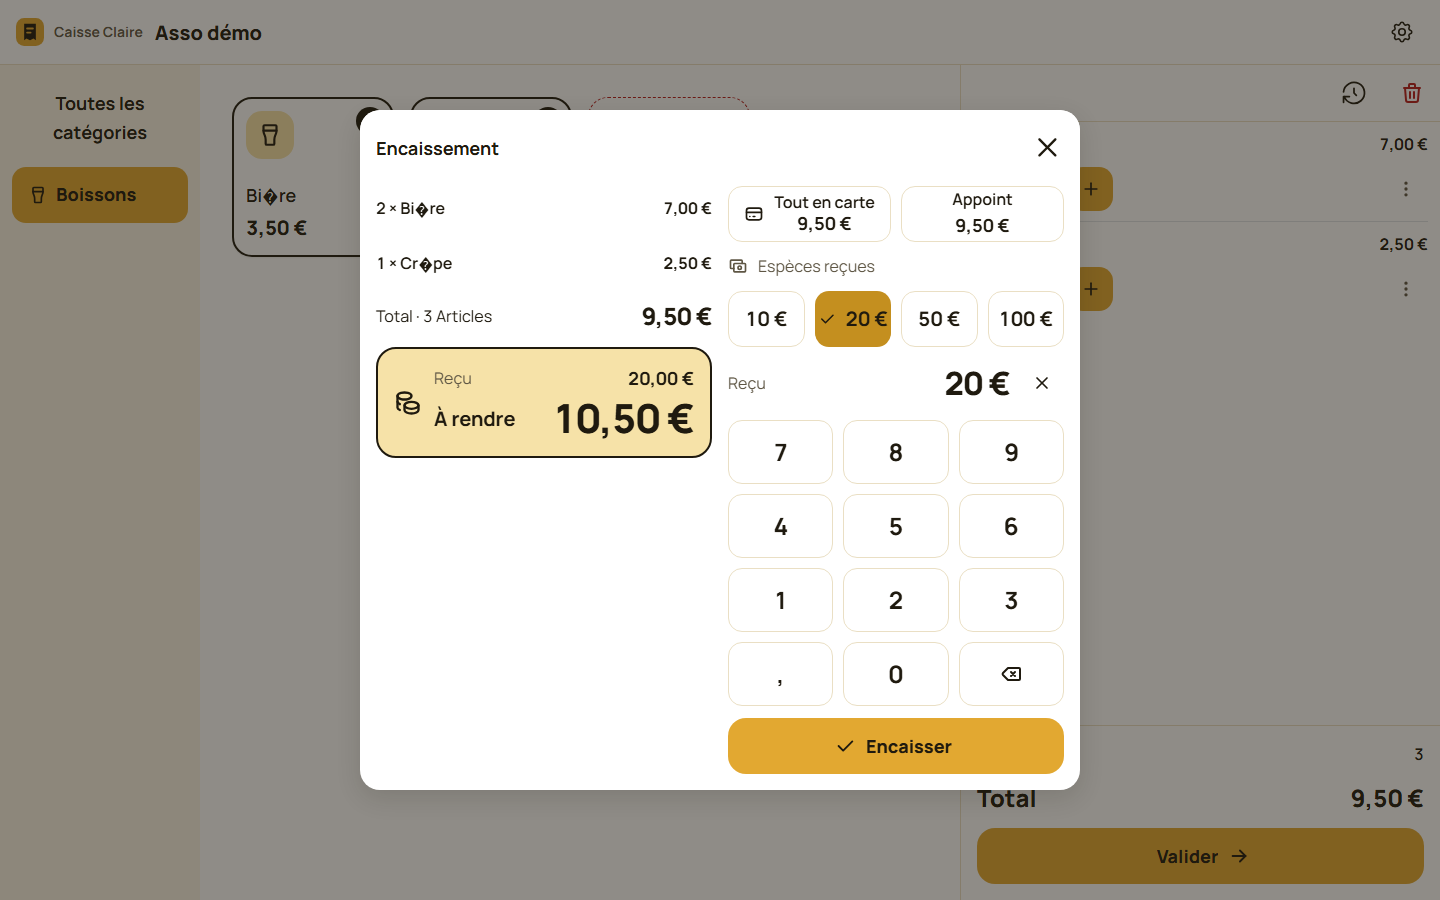 Caisse Claire Asso démo
Toutes les
catégories
Boissons
Bi�re
3,50 €
Encaissement
2 × Bi�re 7,00 €
1 × Cr�pe 2,50 €
Total · 3 Articles 9,50 €
Reçu 20,00 €
À rendre 10,50 €
Tout en carte
9,50 €
Appoint
9,50 €
Espèces reçues
10 € 20 € 50 € 100 €
Reçu 20 €
7 8 9
4 5 6
1 2 3
, 0
Encaisser
7,00 €
2,50 €
3
Total 9,50 €
Valider